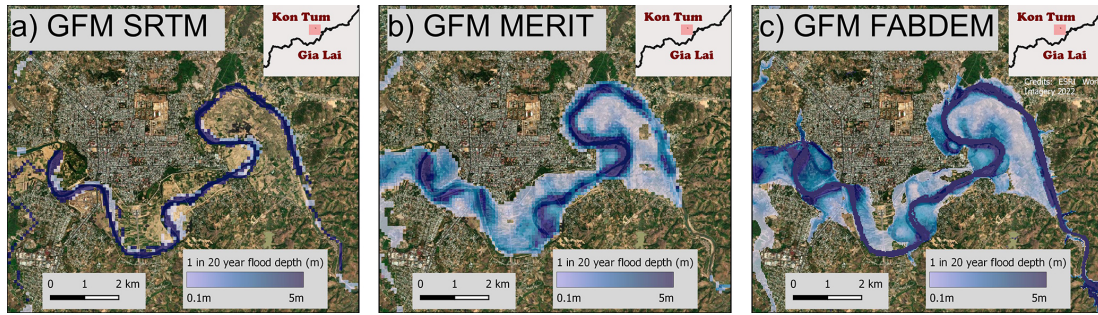 a) GFM SRTM
Kon Tum
Gia Lai
1 in 20 year flood depth (m)
0.1m 5m
0 1 2 km
b) GFM MERIT
Kon Tum
Gia Lai
1 in 20 year flood depth (m)
0.1m 5m
0 1 2 km
c) GFM FABDEM
Kon Tum
Gia Lai
Credits: ESRI Wor
Imagery 2022
1 in 20 year flood depth (m)
0.1m 5m
0 1 2 km